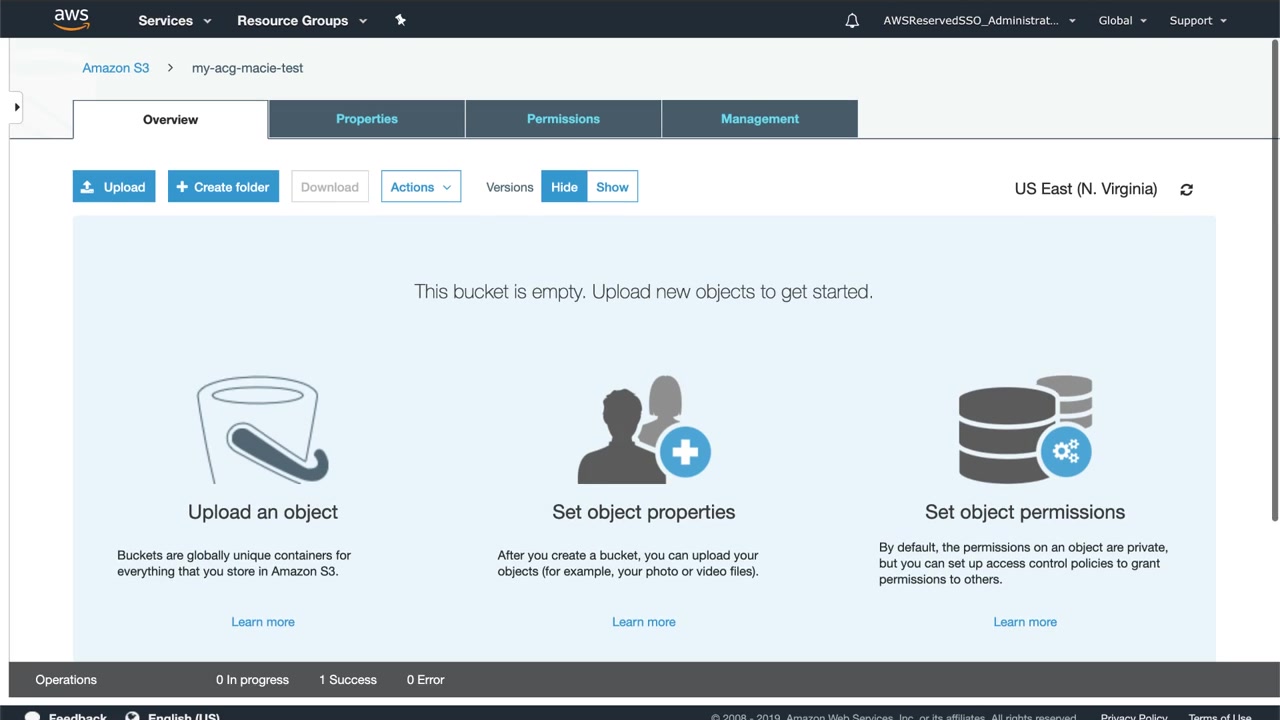 aws Services Resource Groups AWSReservedSSO_Administrat... Global Support
Amazon S3 > my-acg-macie-test
Overview Properties Permissions Management
Upload Create folder Download Actions Versions Hide Show US East (N. Virginia)
This bucket is empty. Upload new objects to get started.
Upload an object
Buckets are globally unique containers for
everything that you store in Amazon S3.
Learn more
Set object properties
After you create a bucket, you can upload your
objects (for example, your photo or video files).
Learn more
Set object permissions
By default, the permissions on an object are private,
but you can set up access control policies to grant
permissions to others.
Learn more
Operations 0 In progress 1 Success 0 Error
Feedback English (US) © 2008 - 2019, Amazon Web Services, Inc. or its affiliates. All rights reserved. Privacy Policy Terms of Use